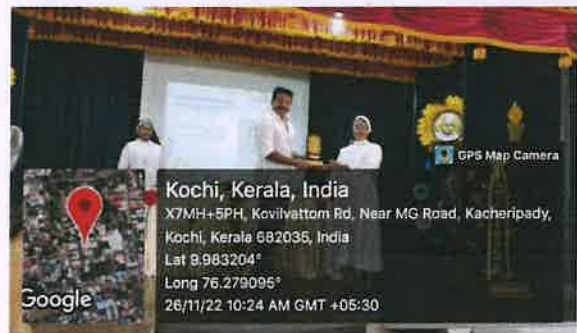 GPS Map Camera
Kochi, Kerala, India
X7MH+5PH, Kovilvattom Rd, Near MG Road, Kacheripady,
Kochi, Kerala 682035, India
Lat 9.983204°
Long 76.279095°
26/11/22 10:24 AM GMT +05:30
Google